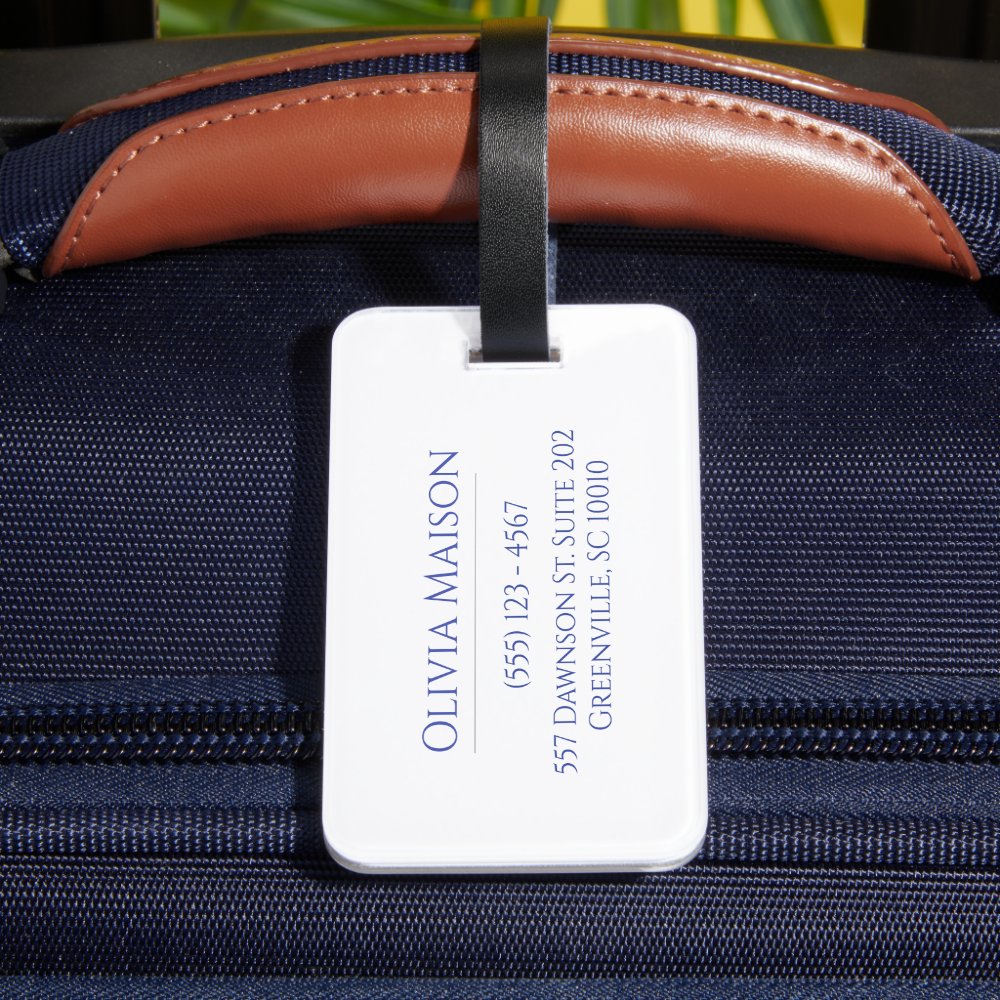 OLIVIA MAISON
(555) 123 - 4567
557 DAWNSON ST. SUITE 202
GREENVILLE, SC 10010